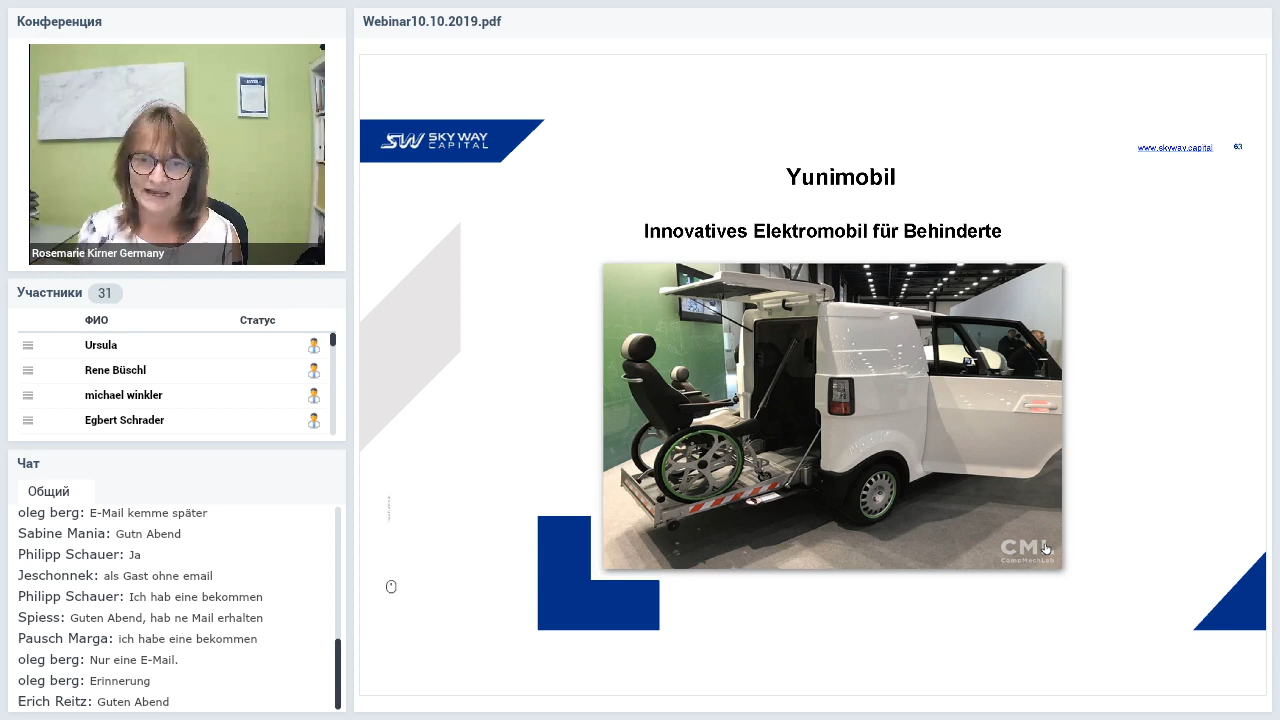 Конференция
Rosemarie Kirner Germany
Участники 31
ФИО Статус
Ursula
Rene Büschl
michael winkler
Egbert Schrader
Чат
Общий
oleg berg: E-Mail kemme später
Sabine Mania: Gutn Abend
Philipp Schauer: Ja
Jeschonnek: als Gast ohne email
Philipp Schauer: Ich hab eine bekommen
Spiess: Guten Abend, hab ne Mail erhalten
Pausch Marga: ich habe eine bekommen
oleg berg: Nur eine E-Mail.
oleg berg: Erinnerung
Erich Reitz: Guten Abend
Webinar10.10.2019.pdf
SW SKY WAY
CAPITAL
www.skyway.capital 63
Yunimobil
Innovatives Elektromobil für Behinderte
CML
CompMechLab